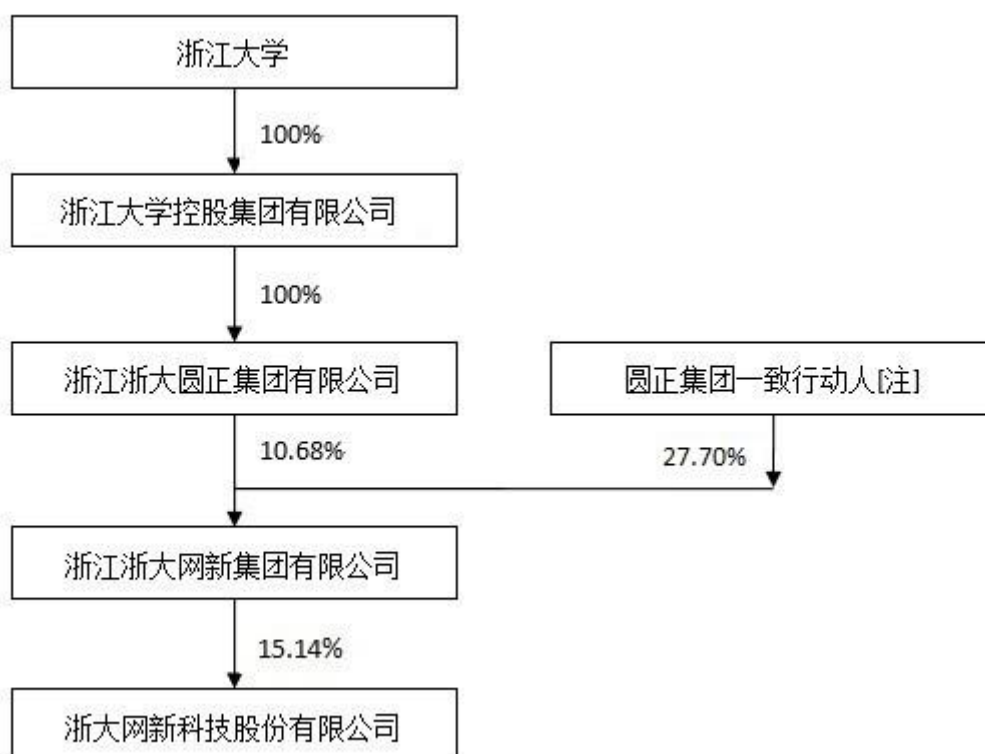 浙江大学
100%
浙江大学控股集团有限公司
100%
浙江浙大圆正集团有限公司
圆正集团一致行动人[注]
10.68%
27.70%
浙江浙大网新集团有限公司
15.14%
浙大网新科技股份有限公司